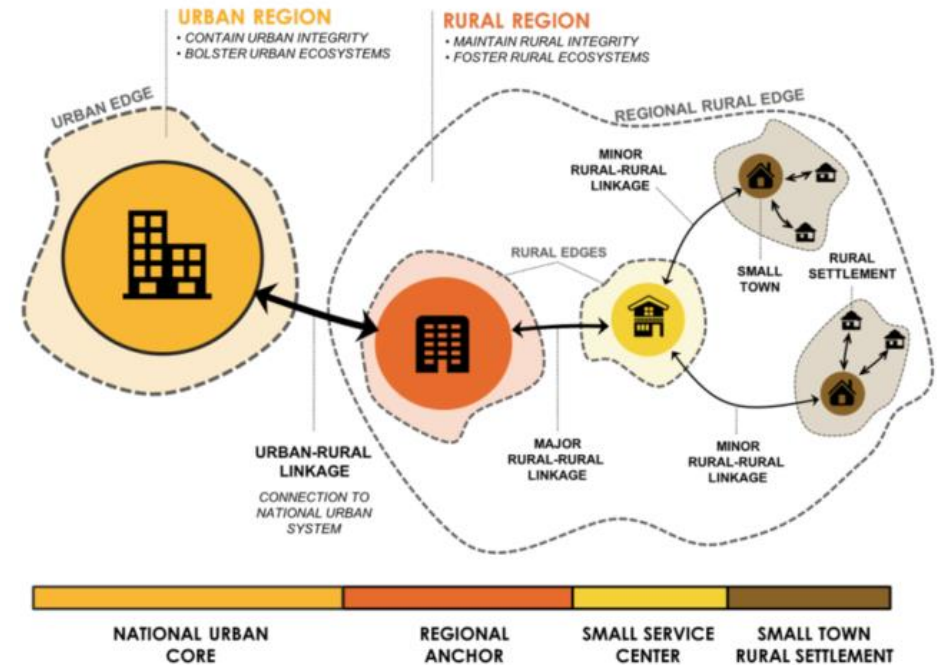 URBAN REGION
• CONTAIN URBAN INTEGRITY
• BOLSTER URBAN ECOSYSTEMS
RURAL REGION
• MAINTAIN RURAL INTEGRITY
• FOSTER RURAL ECOSYSTEMS
URBAN EDGE
REGIONAL RURAL EDGE
MINOR
RURAL-RURAL
LINKAGE
RURAL EDGES
SMALL
TOWN
RURAL
SETTLEMENT
URBAN-RURAL
LINKAGE
CONNECTION TO
NATIONAL URBAN
SYSTEM
MAJOR
RURAL-RURAL
LINKAGE
MINOR
RURAL-RURAL
LINKAGE
NATIONAL URBAN
CORE
REGIONAL
ANCHOR
SMALL SERVICE
CENTER
SMALL TOWN
RURAL SETTLEMENT